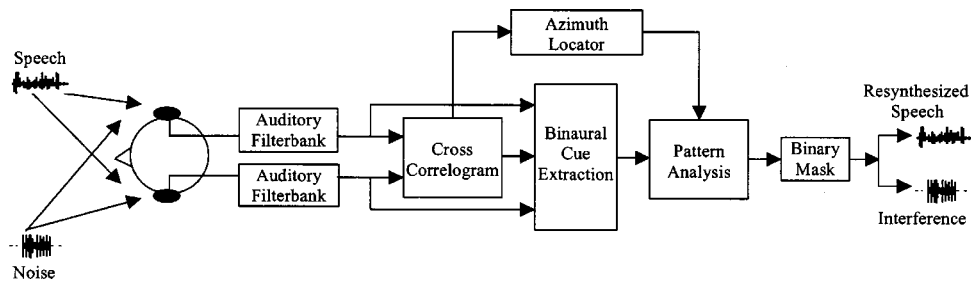 Speech
Noise
Auditory
Filterbank
Auditory
Filterbank
Cross
Correlogram
Azimuth
Locator
Binaural
Cue
Extraction
Pattern
Analysis
Binary
Mask
Resynthesized
Speech
Interference